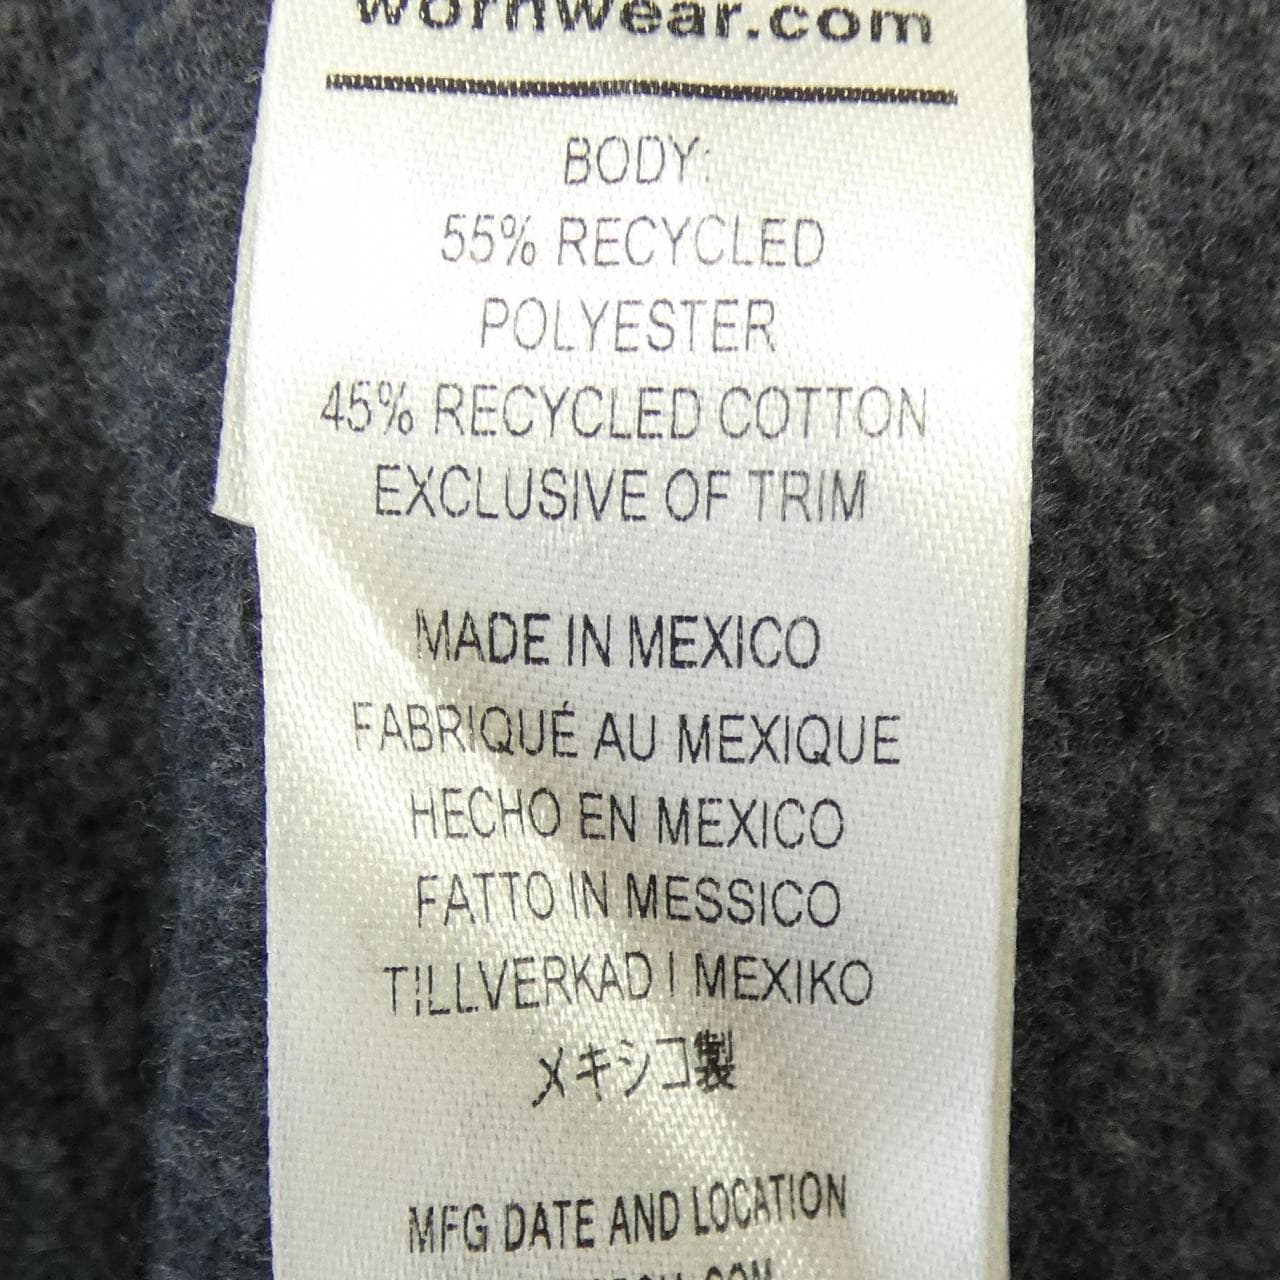 wornwear.com
BODY:
55% RECYCLED
POLYESTER
45% RECYCLED COTTON
EXCLUSIVE OF TRIM
MADE IN MEXICO
FABRIQUÉ AU MEXIQUE
HECHO EN MEXICO
FATTO IN MESSICO
TILLVERKAD I MEXIKO
メキシコ製
MFG DATE AND LOCATION